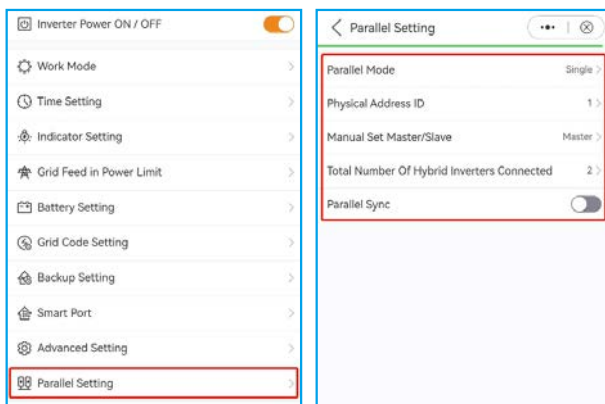 Inverter Power ON / OFF
Work Mode
Time Setting
Indicator Setting
Grid Feed in Power Limit
Battery Setting
Grid Code Setting
Backup Setting
Smart Port
Advanced Setting
Parallel Setting
Parallel Setting
Parallel Mode Single
Physical Address ID 1
Manual Set Master/Slave Master
Total Number Of Hybrid Inverters Connected 2
Parallel Sync